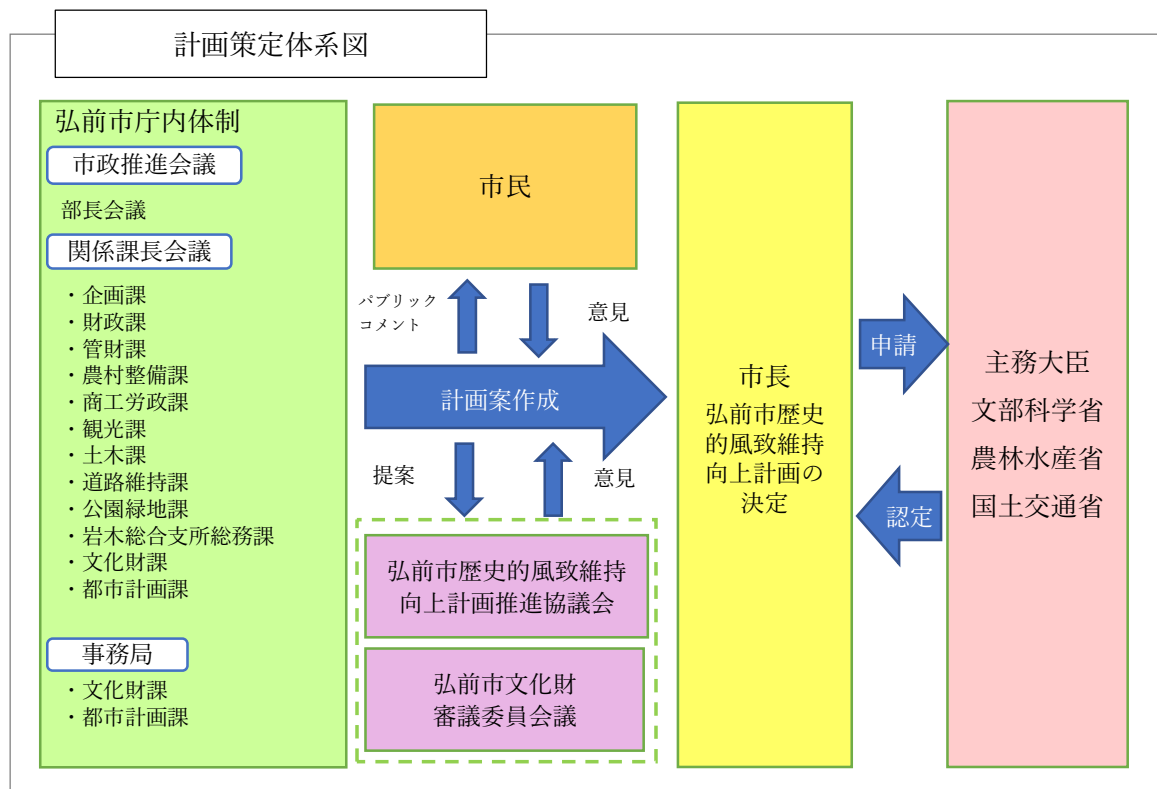 計画策定体系図
弘前市庁内体制
市政推進会議
部長会議
関係課長会議
・企画課
・財政課
・管財課
・農村整備課
・商工労政課
・観光課
・土木課
・道路維持課
・公園緑地課
・岩木総合支所総務課
・文化財課
・都市計画課
事務局
・文化財課
・都市計画課
市民
パブリック
コメント
意見
計画案作成
提案
意見
弘前市歴史的風致維持
向上計画推進協議会
弘前市文化財
審議委員会議
市長
弘前市歴史
的風致維持
向上計画の
決定
申請
認定
主務大臣
文部科学省
農林水産省
国土交通省